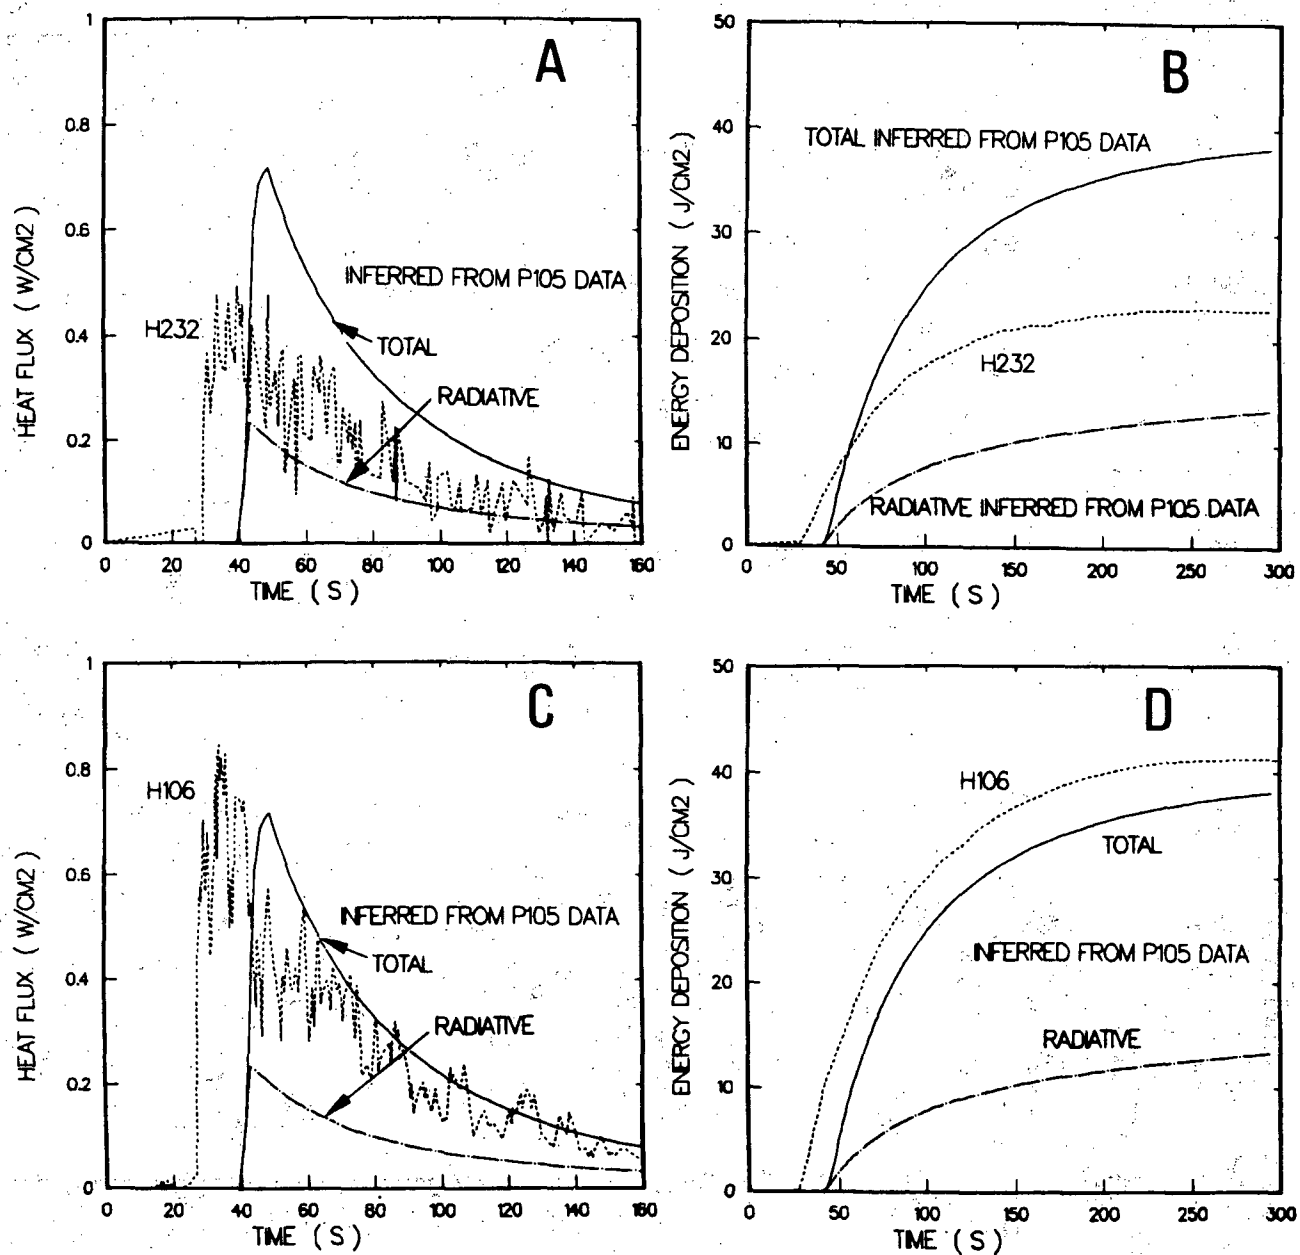 A
HEAT FLUX ( W/CM2 )
1
0.8
0.6
0.4
0.2
0
INFERRED FROM P105 DATA
H232
TOTAL
RADIATIVE
0 20 40 60 80 100 120 140 160
TIME ( S )
B
ENERGY DEPOSITION ( J/CM2 )
50
40
30
20
10
0
TOTAL INFERRED FROM P105 DATA
H232
RADIATIVE INFERRED FROM P105 DATA
0 50 100 150 200 250 300
TIME ( S )
C
HEAT FLUX ( W/CM2 )
1
0.8
0.6
0.4
0.2
0
H106
INFERRED FROM P105 DATA
TOTAL
RADIATIVE
0 20 40 60 80 100 120 140 160
TIME ( S )
D
ENERGY DEPOSITION ( J/CM2 )
50
40
30
20
10
0
H106
TOTAL
INFERRED FROM P105 DATA
RADIATIVE
0 50 100 150 200 250 300
TIME ( S )